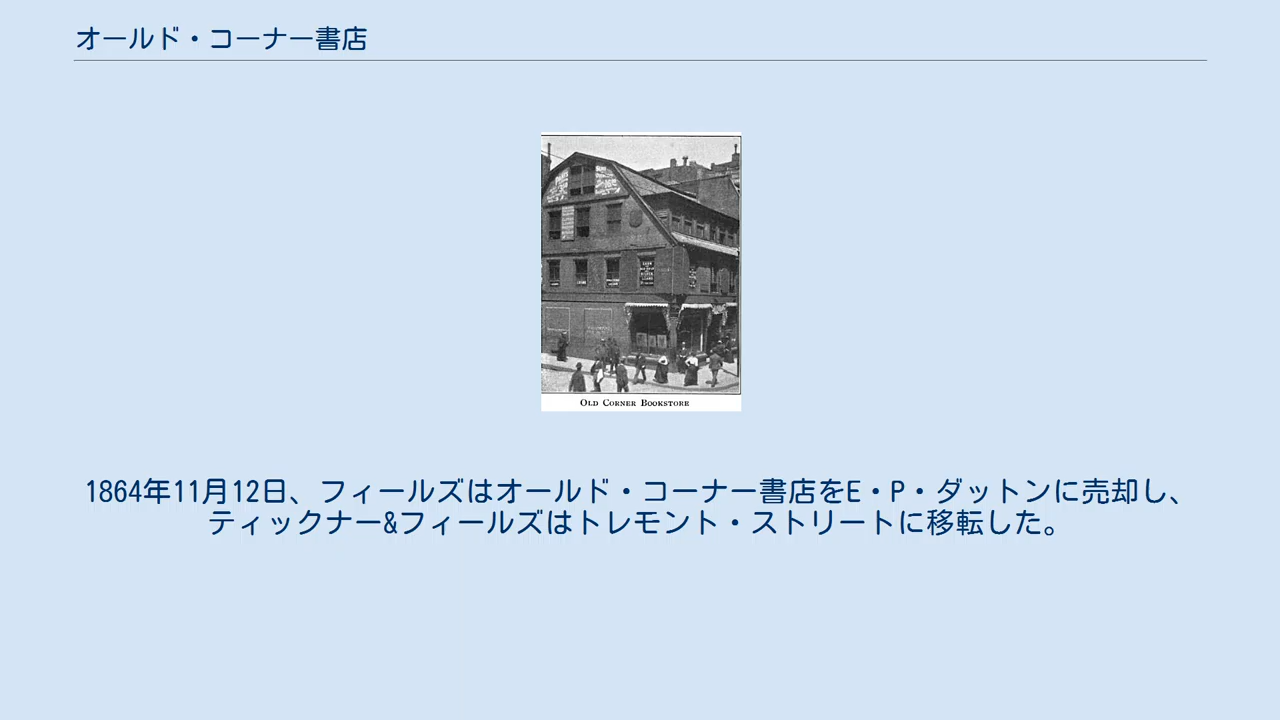 オールド・コーナー書店
OLD CORNER BOOKSTORE
1864年11月12日、フィールズはオールド・コーナー書店をE・P・ダットンに売却し、
ティックナー&フィールズはトレモント・ストリートに移転した。